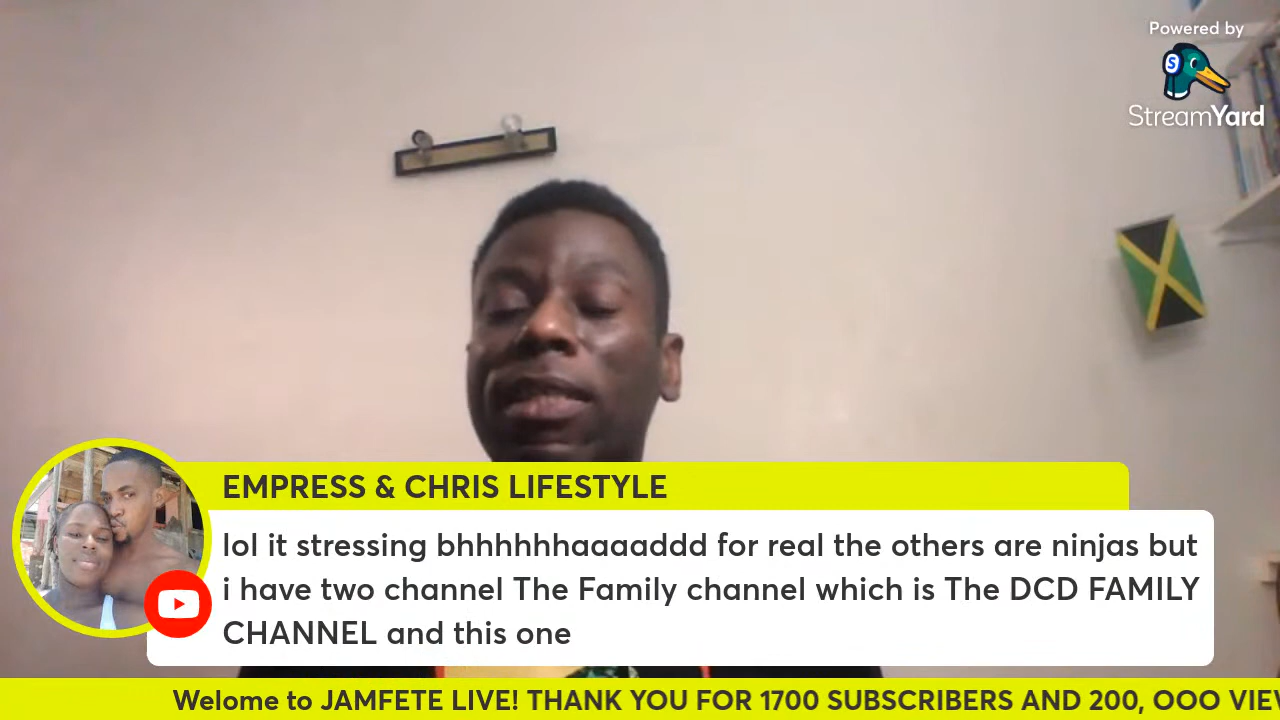 Powered by
S
StreamYard
EMPRESS & CHRIS LIFESTYLE
lol it stressing bhhhhhhaaaaddd for real the others are ninjas but
i have two channel The Family channel which is The DCD FAMILY
CHANNEL and this one
Welome to JAMFETE LIVE! THANK YOU FOR 1700 SUBSCRIBERS AND 200, OOO VIEW